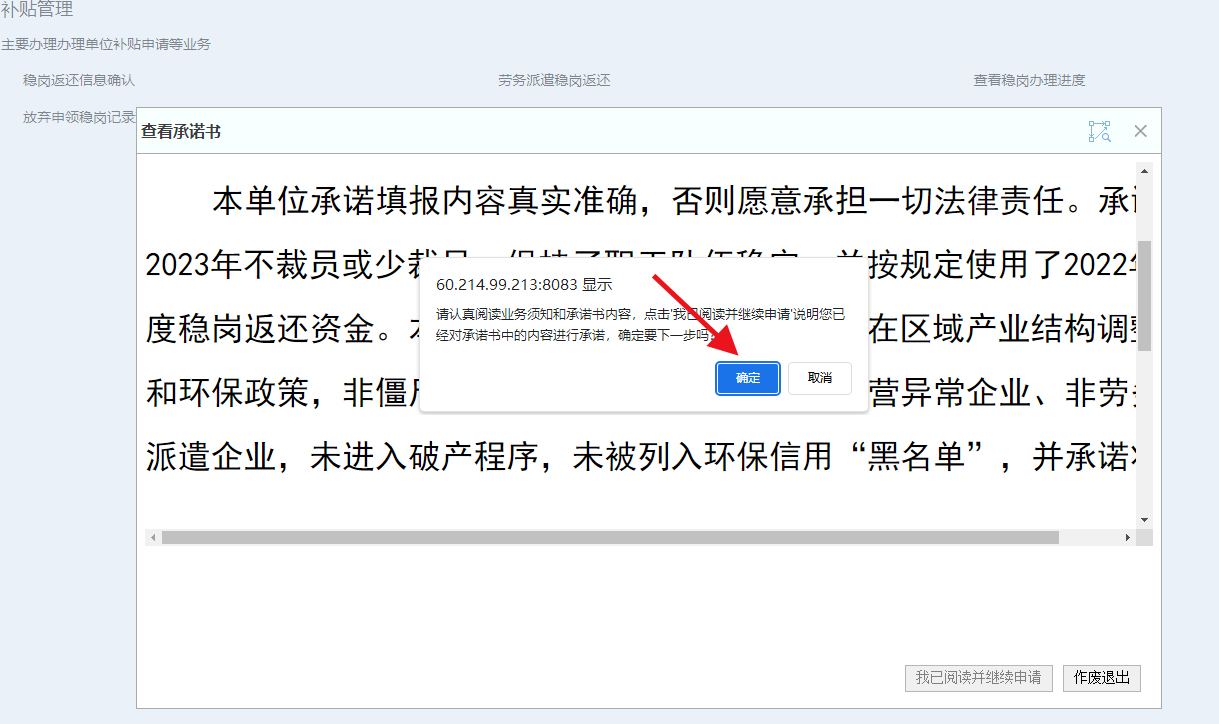 补贴管理
主要办理办理单位补贴申请等业务
稳岗返还信息确认
劳务派遣稳岗返还
查看稳岗办理进度
放弃申领稳岗记录
查看承诺书
本单位承诺填报内容真实准确，否则愿意承担一切法律责任。承
2023年不裁员或少裁 按规定使用了2022
度稳岗返还资金。 在区域产业结构调
和环保政策，非僵 营异常企业、非劳
派遣企业，未进入破产程序，未被列入环保信用“黑名单”，并承诺
60.214.99.213:8083 显示
请认真阅读业务须知和承诺书内容，点击'我已阅读并继续申请'说明您已
经对承诺书中的内容进行承诺，确定要下一步吗
确定
取消
我已阅读并继续申请
作废退出